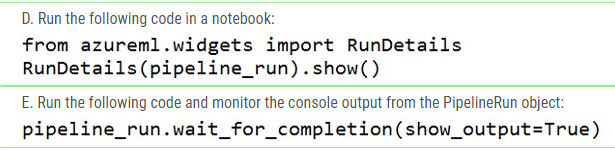 D. Run the following code in a notebook:
from azureml.widgets import RunDetails
RunDetails(pipeline_run).show()
E. Run the following code and monitor the console output from the PipelineRun object:
pipeline_run.wait_for_completion(show_output=True)